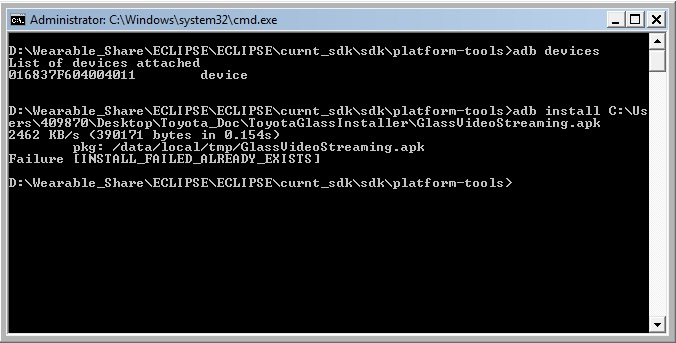 Administrator: C:\Windows\system32\cmd.exe
D:\Wearable_Share\ECLIPSE\ECLIPSE\curnt_sdk\sdk\platform-tools>adb devices
List of devices attached
016837F604004011        device
D:\Wearable_Share\ECLIPSE\ECLIPSE\curnt_sdk\sdk\platform-tools>adb install C:\Us
ers\409870\Desktop\Toyota_Doc\ToyotaGlassInstaller\GlassVideoStreaming.apk
2462 KB/s (390171 bytes in 0.154s)
        pkg: /data/local/tmp/GlassVideoStreaming.apk
Failure [INSTALL_FAILED_ALREADY_EXISTS]
D:\Wearable_Share\ECLIPSE\ECLIPSE\curnt_sdk\sdk\platform-tools>